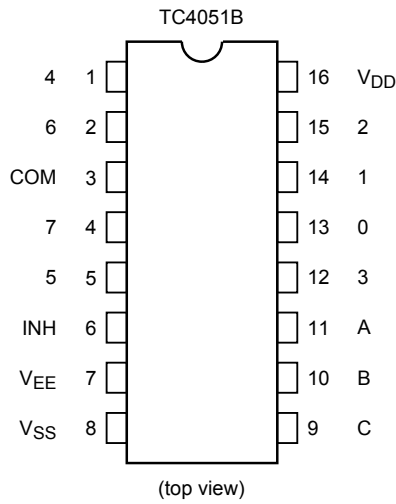 TC4051B
4 1 16 VDD
6 2 15 2
COM 3 14 1
7 4 13 0
5 5 12 3
INH 6 11 A
VEE 7 10 B
VSS 8 9 C
(top view)